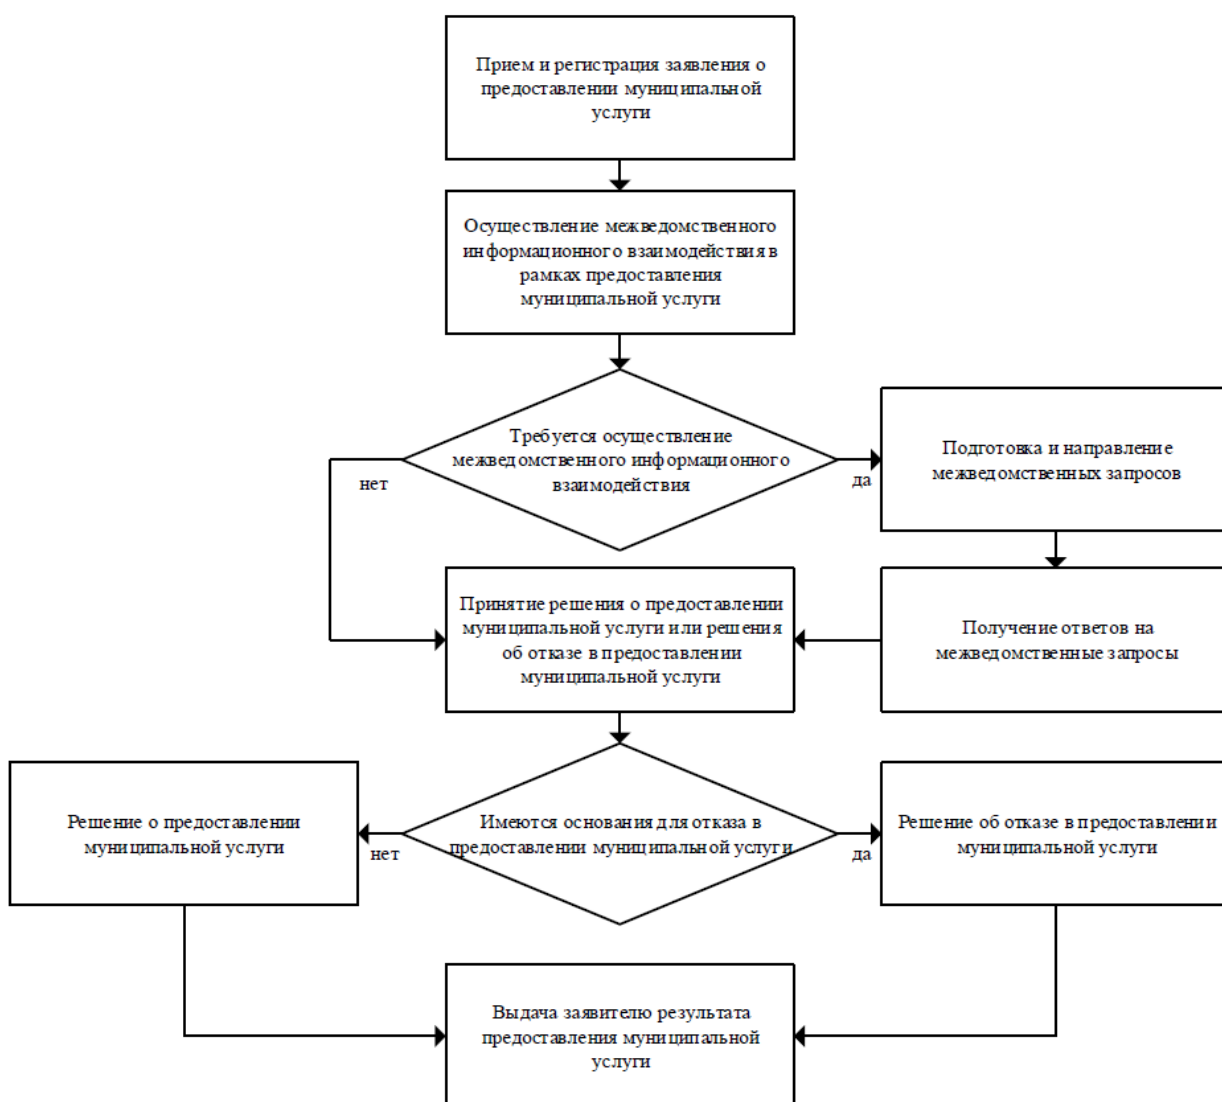 Прием и регистрация заявления о
предоставлении муниципальной
услуги
Осуществление межведомственного
информационного взаимодействия в
рамках предоставления
муниципальной услуги
Требуется осуществление
межведомственного информационного
взаимодействия
нет
да
Подготовка и направление
межведомственных запросов
Принятие решения о предоставлении
муниципальной услуги или решения
об отказе в предоставлении
муниципальной услуги
Получение ответов на
межведомственные запросы
Решение о предоставлении
муниципальной услуги
нет
Имеются основания для отказа в
предоставлении муниципальной услуги
да
Решение об отказе в предоставлении
муниципальной услуги
Выдача заявителю результата
предоставления муниципальной
услуги